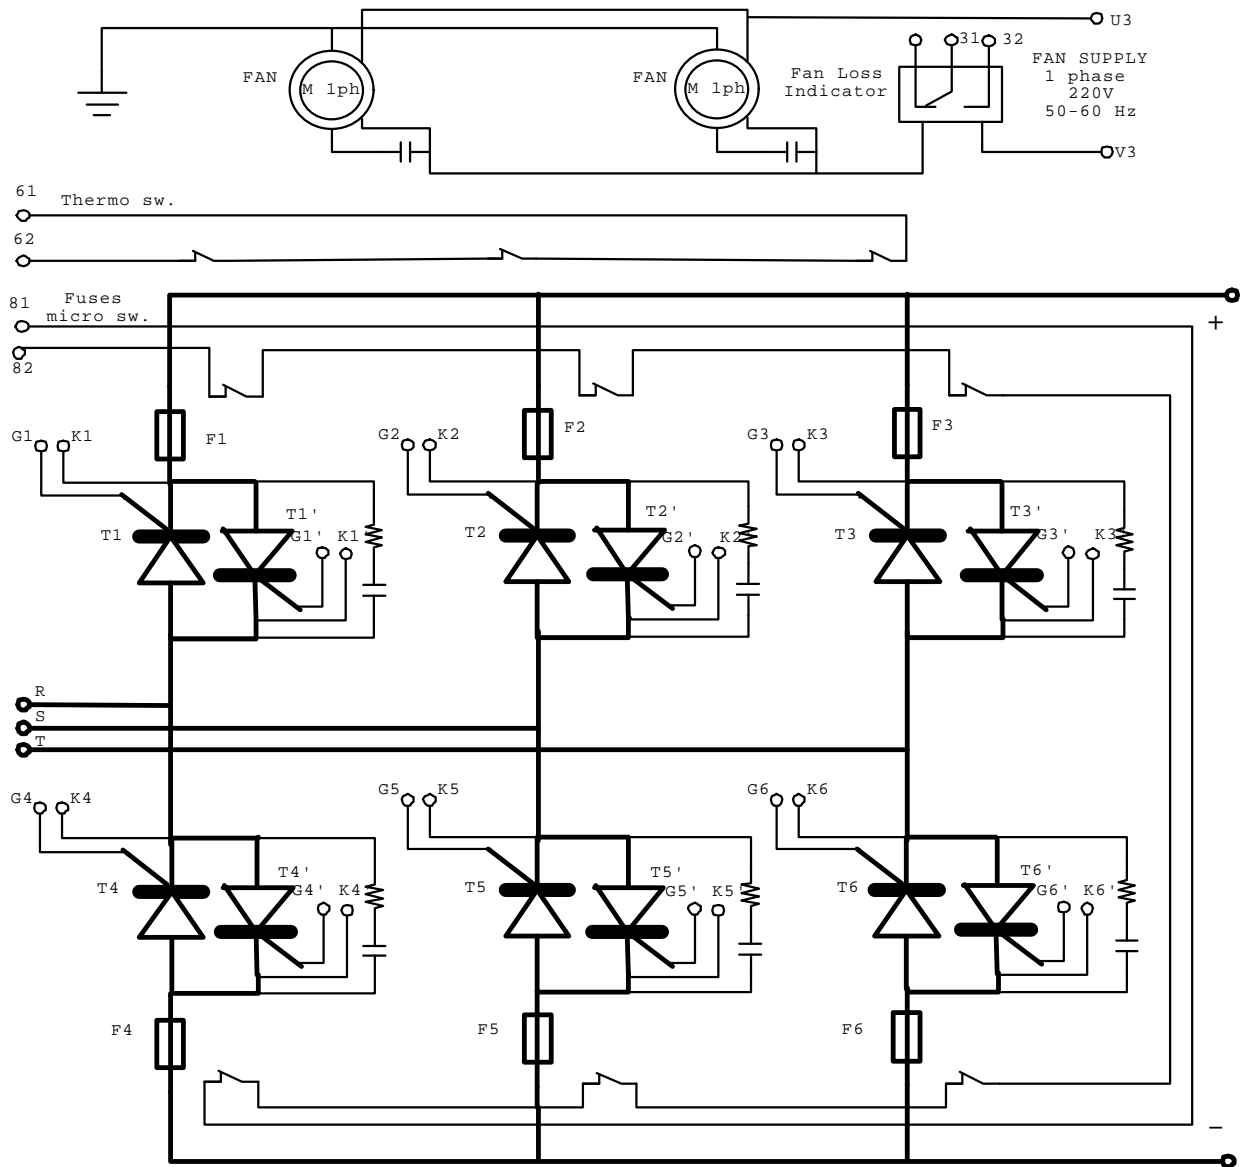 U3
31 32
FAN
M 1ph
FAN
M 1ph
Fan Loss
Indicator
FAN SUPPLY
1 phase
220V
50-60 Hz
V3
61
Thermo sw.
62
81
Fuses
micro sw.
82
+
F1
F2
F3
G1 K1
G2 K2
G3 K3
T1
T1'
G1' K1
T2
T2'
G2' K2
T3
T3'
G3' K3
R
S
T
G4 K4
G5 K5
G6 K6
T4
T4'
G4' K4
T5
T5'
G5' K5'
T6
T6'
G6' K6'
F4
F5
F6
−